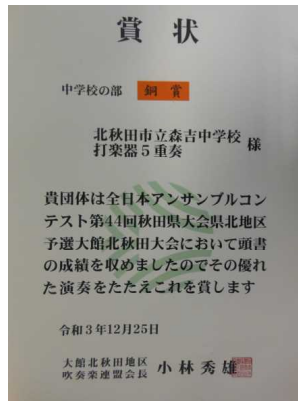 賞状
中学校の部 銅賞
北秋田市立森吉中学校
打楽器5重奏 様
貴団体は全日本アンサンブルコン
テスト第44回秋田県大会県北地区
予選大館北秋田大会において頭書
の成績を収めましたのでその優れ
た演奏をたたえこれを賞します
令和3年12月25日
大館北秋田地区
吹奏楽連盟会長 小林秀雄